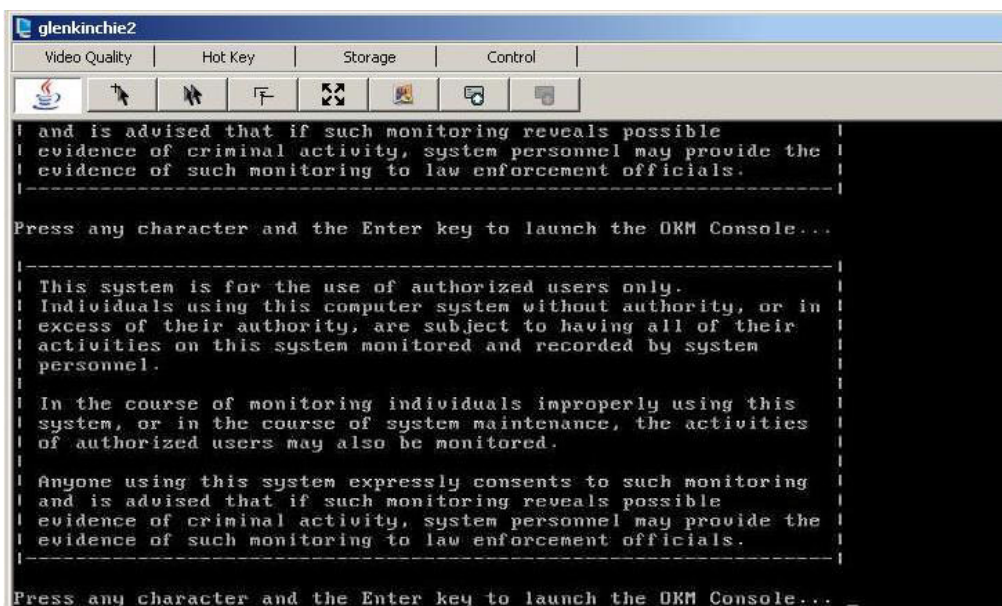 glenkinchie2
Video Quality | Hot Key | Storage | Control |
| and is advised that if such monitoring reveals possible |
| evidence of criminal activity, system personnel may provide the |
| evidence of such monitoring to law enforcement officials. |
Press any character and the Enter key to launch the OKM Console...
| This system is for the use of authorized users only. |
| Individuals using this computer system without authority, or in |
| excess of their authority, are subject to having all of their |
| activities on this system monitored and recorded by system |
| personnel. |
| In the course of monitoring individuals improperly using this |
| system, or in the course of system maintenance, the activities |
| of authorized users may also be monitored. |
| Anyone using this system expressly consents to such monitoring |
| and is advised that if such monitoring reveals possible |
| evidence of criminal activity, system personnel may provide the |
| evidence of such monitoring to law enforcement officials. |
Press any character and the Enter key to launch the OKM Console... _